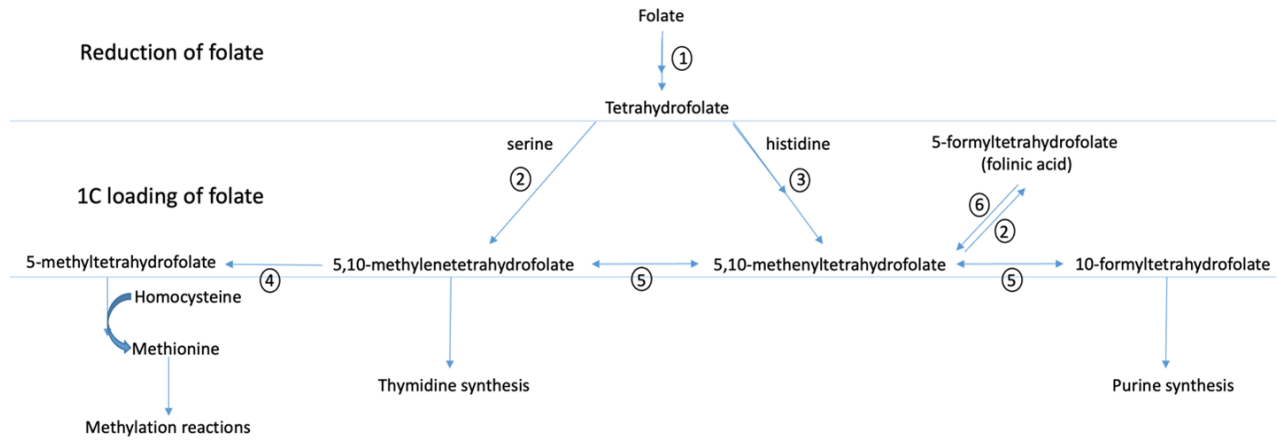 Folate
Reduction of folate
①
Tetrahydrofolate
serine
histidine
5-formyltetrahydrofolate
(folinic acid)
②
③
1C loading of folate
⑥
②
5-methyltetrahydrofolate
5,10-methylenetetrahydrofolate
5,10-methenyltetrahydrofolate
10-formyltetrahydrofolate
④
⑤
⑤
Homocysteine
Methionine
Thymidine synthesis
Purine synthesis
Methylation reactions